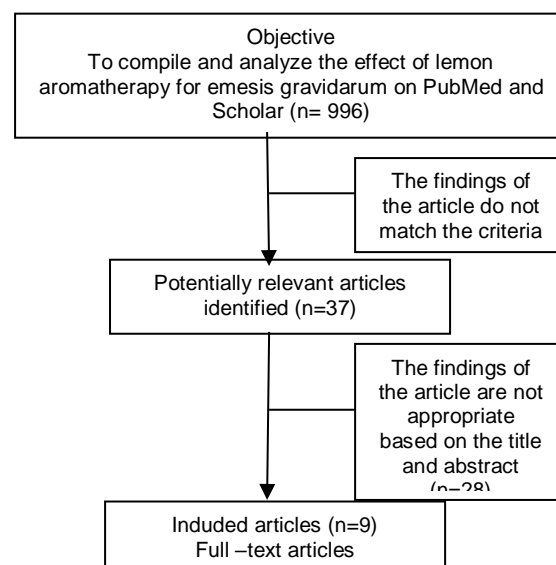 Objective
To compile and analyze the effect of lemon
aromatherapy for emesis gravidarum on PubMed and
Scholar (n= 996)
The findings of
the article do not
match the criteria
Potentially relevant articles
identified (n=37)
The findings of
the article are not
appropriate
based on the title
and abstract
(n=28)
Induded articles (n=9)
Full –text articles